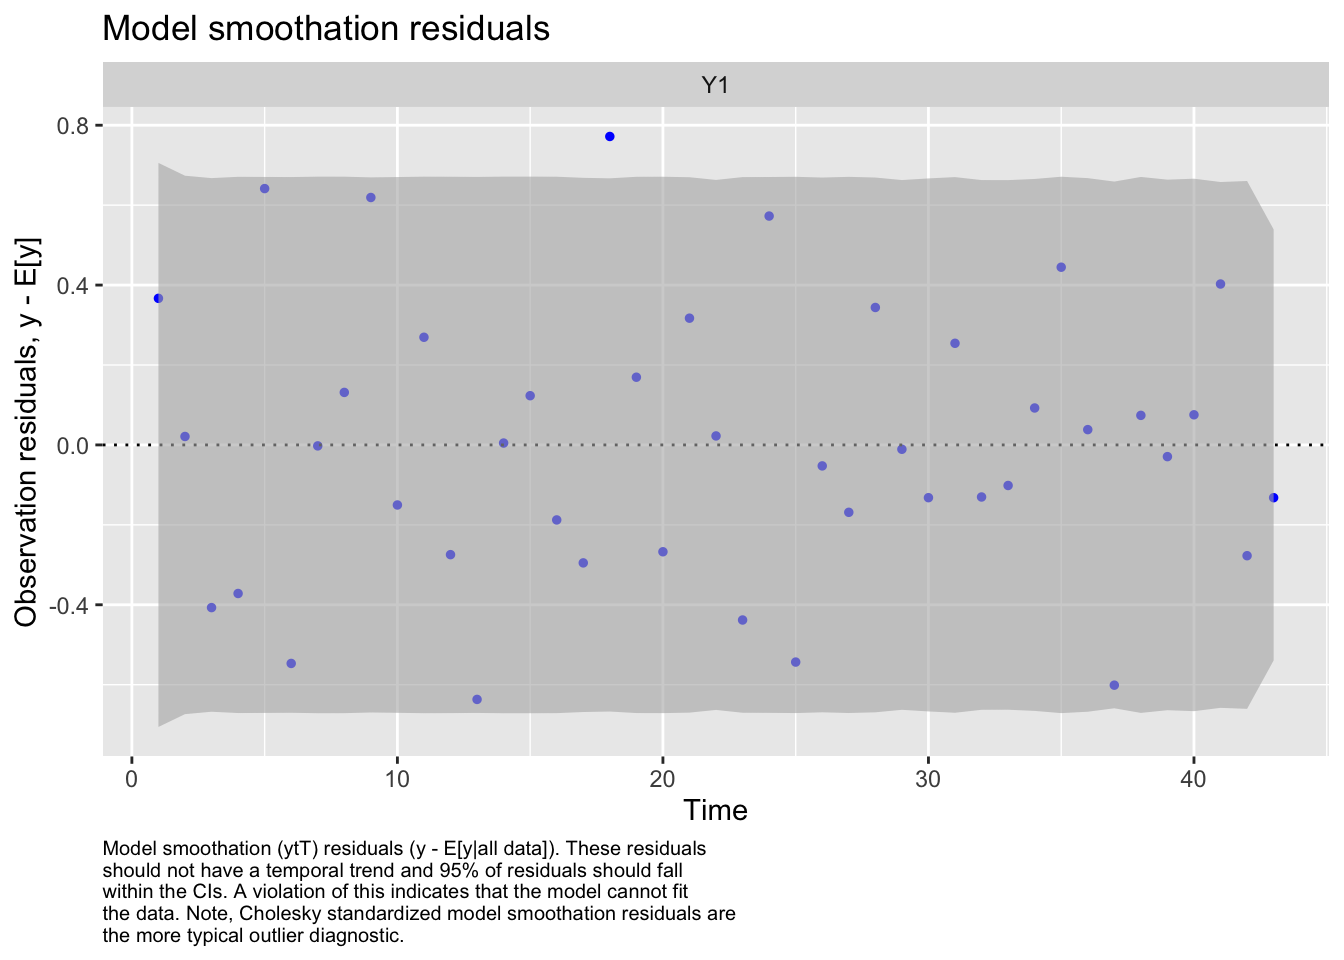 Model smoothation residuals
Y1
Observation residuals, y - E[y]
0.8
0.4
0.0
-0.4
0
10
20
30
40
Time
Model smoothation (ytT) residuals (y - E[y|all data]). These residuals
should not have a temporal trend and 95% of residuals should fall
within the CIs. A violation of this indicates that the model cannot fit
the data. Note, Cholesky standardized model smoothation residuals are
the more typical outlier diagnostic.